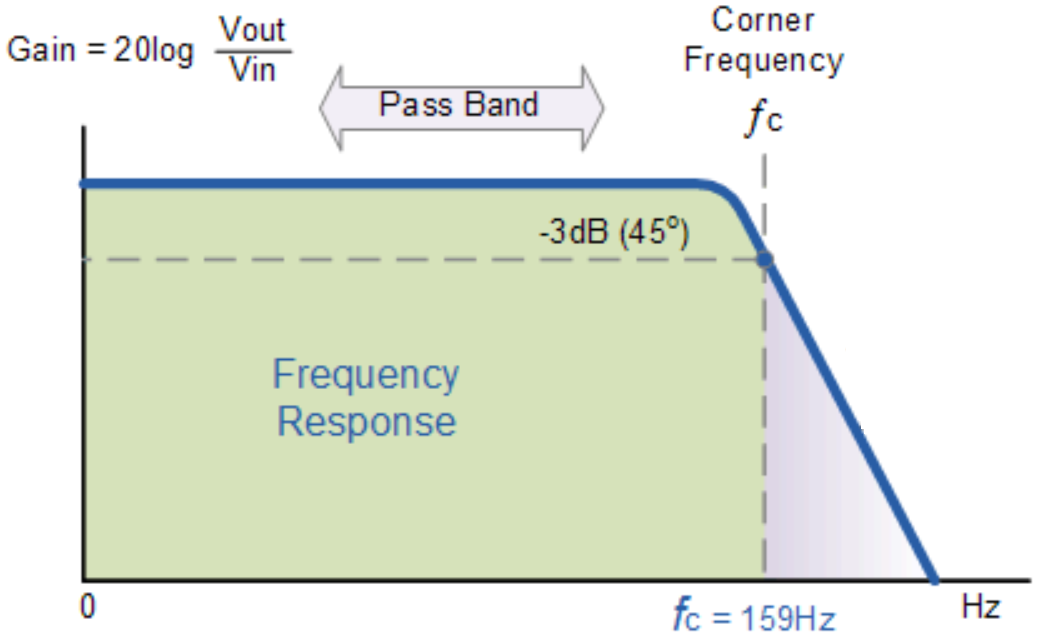 Gain = 20log Vout
Vin
Corner
Frequency
fc
Pass Band
-3dB (45°)
Frequency
Response
0
fc = 159Hz
Hz